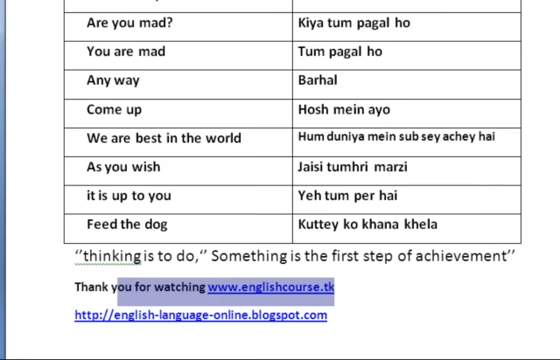 Are you mad? Kiya tum pagal ho
You are mad Tum pagal ho
Any way Barhal
Come up Hosh mein ayo
We are best in the world Hum duniya mein sub sey achey hai
As you wish Jaisi tumhri marzi
it is up to you Yeh tum per hai
Feed the dog Kuttey ko khana khela
‘’thinking is to do,’’ Something is the first step of achievement’’
Thank you for watching www.englishcourse.tk
http://english-language-online.blogspot.com